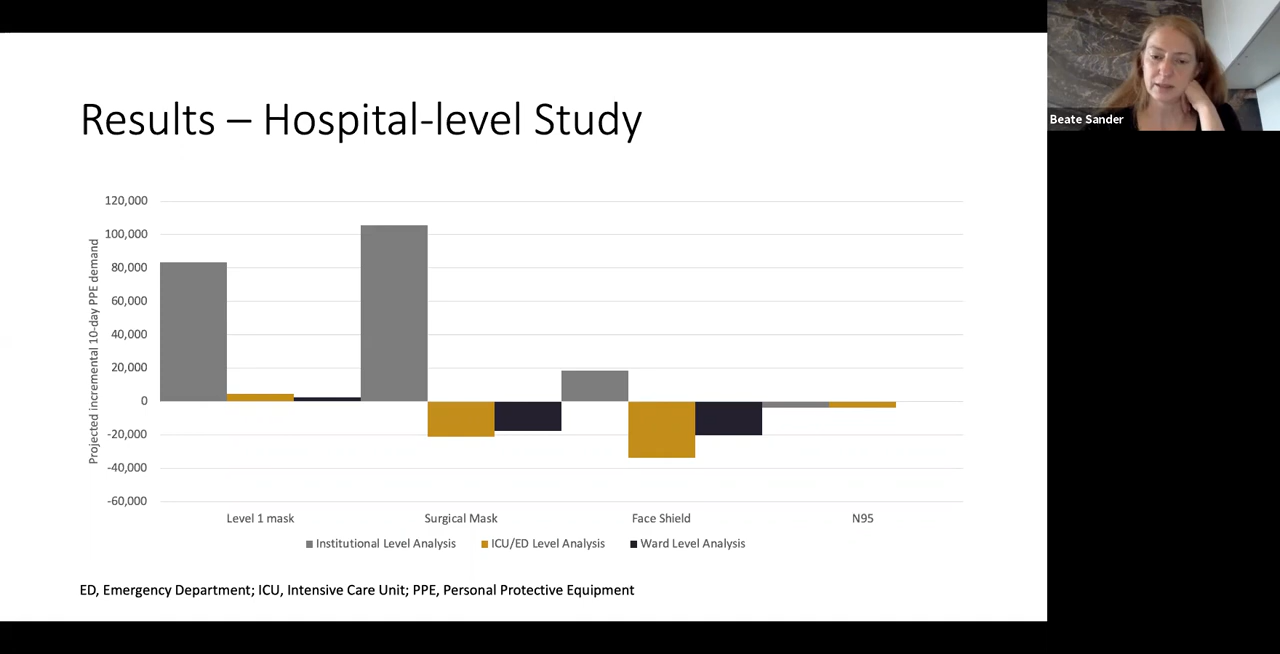 Results – Hospital-level Study
Beate Sander
Projected incremental 10-day PPE demand
120,000
100,000
80,000
60,000
40,000
20,000
0
-20,000
-40,000
-60,000
Level 1 mask Surgical Mask Face Shield N95
Institutional Level Analysis ICU/ED Level Analysis Ward Level Analysis
ED, Emergency Department; ICU, Intensive Care Unit; PPE, Personal Protective Equipment